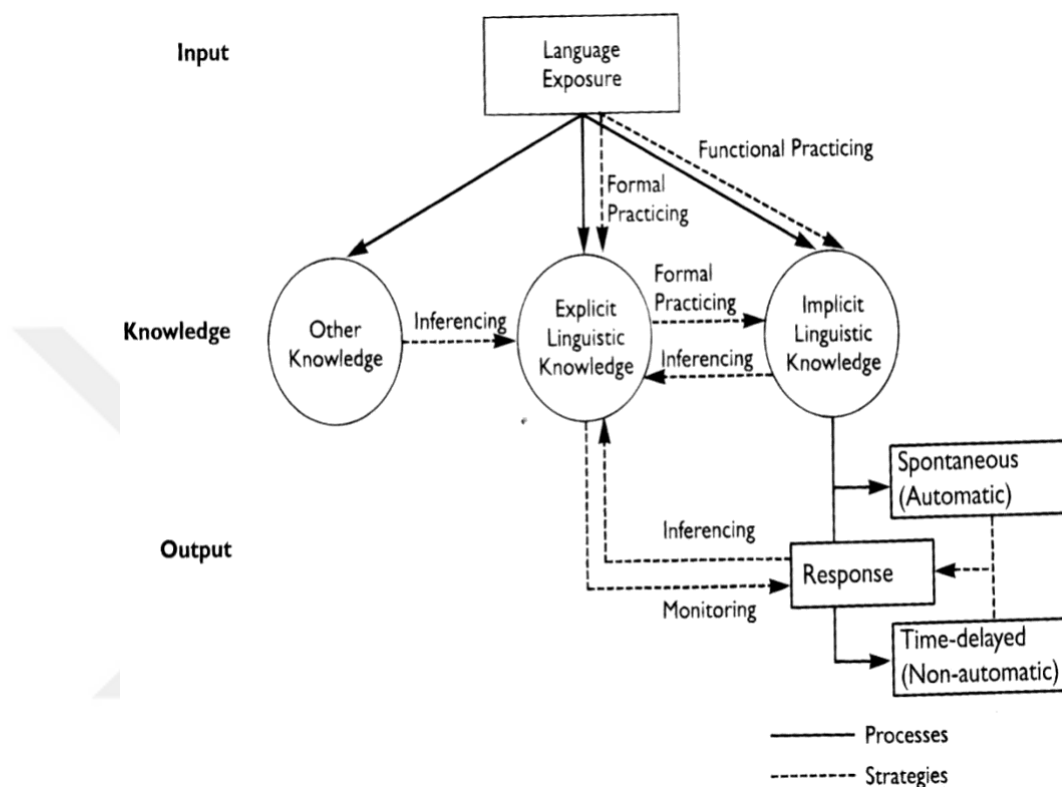 Input
Language
Exposure
Functional Practicing
Formal
Practicing
Knowledge
Other
Knowledge
Inferencing
Explicit
Linguistic
Knowledge
Formal
Practicing
Inferencing
Implicit
Linguistic
Knowledge
Output
Inferencing
Monitoring
Response
Spontaneous
(Automatic)
Time-delayed
(Non-automatic)
Processes
Strategies